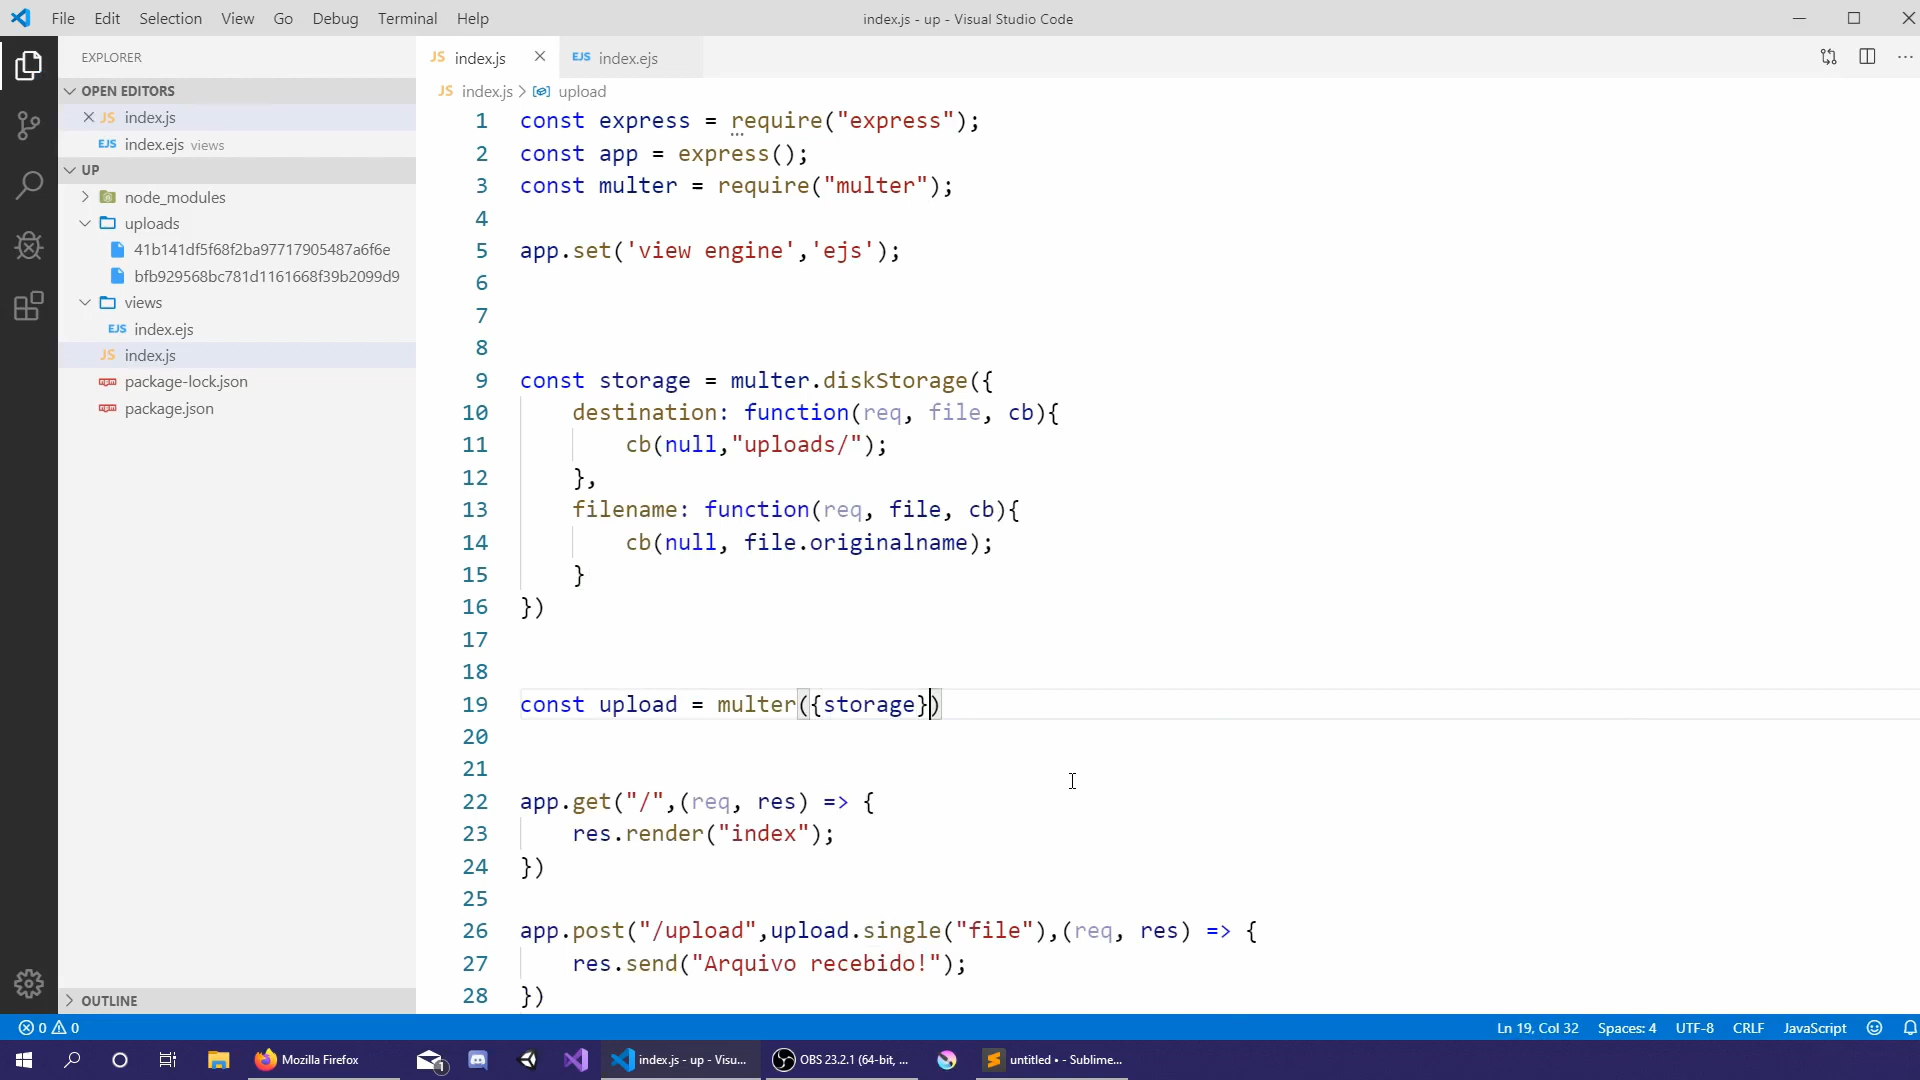 File Edit Selection View Go Debug Terminal Help
index.js - up - Visual Studio Code
EXPLORER
OPEN EDITORS
JS index.js
EJS index.ejs views
UP
node_modules
uploads
41b141df5f68f2ba97717905487a6f6e
bfb929568bc781d1161668f39b2099d9
views
EJS index.ejs
JS index.js
package-lock.json
package.json
OUTLINE
JS index.js
EJS index.ejs
JS index.js > upload
1 const express = require("express");
2 const app = express();
3 const multer = require("multer");
4
5 app.set('view engine','ejs');
6
7
8
9 const storage = multer.diskStorage({
10 destination: function(req, file, cb){
11 cb(null,"uploads/");
12 },
13 filename: function(req, file, cb){
14 cb(null, file.originalname);
15 }
16 })
17
18
19 const upload = multer({storage})
20
21
22 app.get("/",(req, res) => {
23 res.render("index");
24 })
25
26 app.post("/upload",upload.single("file"),(req, res) => {
27 res.send("Arquivo recebido!");
28 })
0 0
Ln 19, Col 32 Spaces: 4 UTF-8 CRLF JavaScript
Mozilla Firefox
1
index.js - up - Visu...
OBS 23.2.1 (64-bit, ...
untitled • - Sublime...